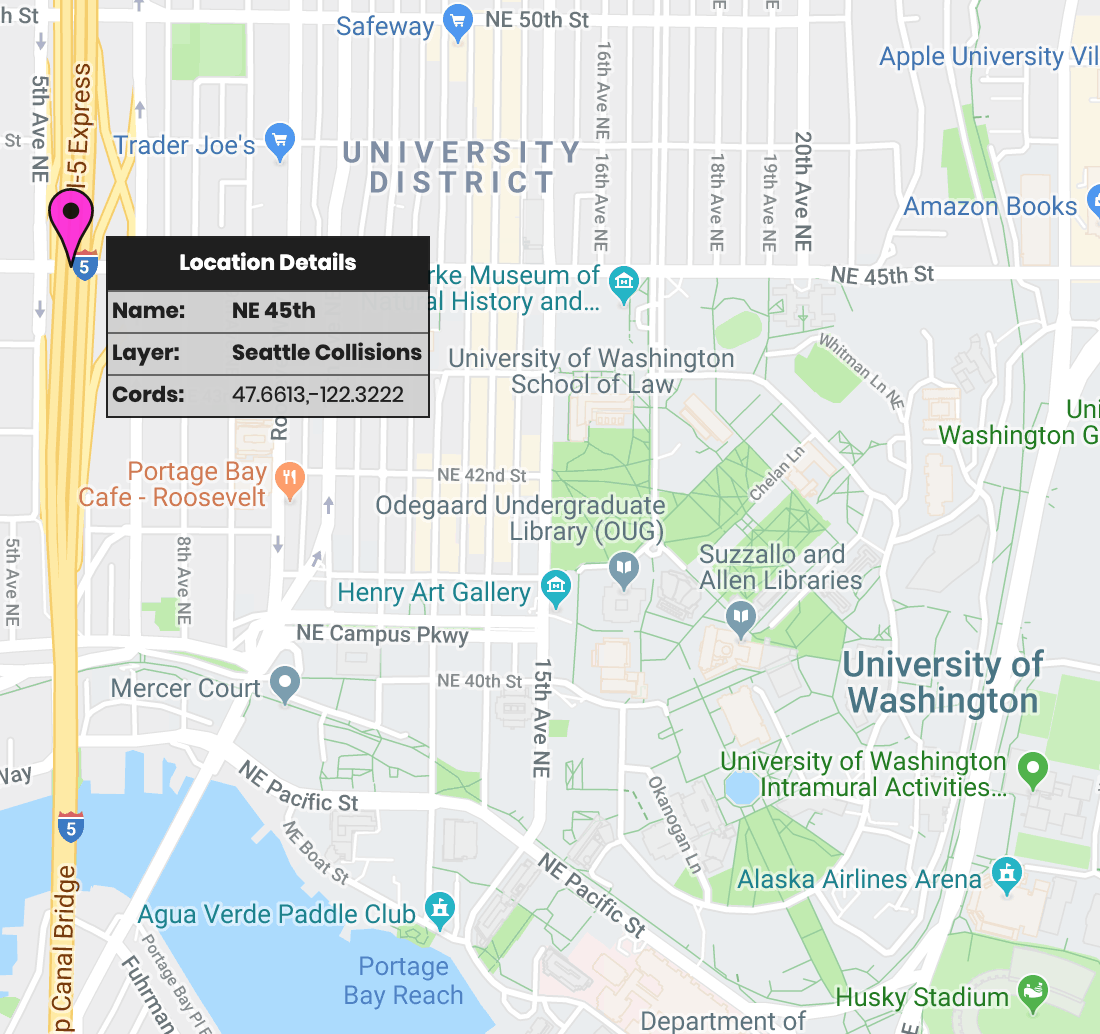 h St
Safeway
NE 50th St
Apple University Vil
5th Ave NE
I-5 Express
16th Ave NE
St
Trader Joe's
UNIVERSITY
DISTRICT
16th Ave NE
18th Ave NE
19th Ave NE
20th Ave NE
Amazon Books
5
Location Details
Name: NE 45th
Layer: Seattle Collisions
Cords: 47.6613,-122.3222
rke Museum of
Natural History and...
NE 45th St
University of Washington
School of Law
Whitman Ln NE
Uni
Washington G
Ro
Portage Bay
Cafe - Roosevelt
NE 42nd St
Chelan Ln
Odegaard Undergraduate
Library (OUG)
5th Ave NE
8th Ave NE
Suzzallo and
Allen Libraries
Henry Art Gallery
NE Campus Pkwy
University of
Washington
Mercer Court
NE 40th St
15th Ave NE
Nay
NE Pacific St
University of Washington
Intramural Activities...
5
NE Boat St
Okanogan Ln
NE Pacific St
Alaska Airlines Arena
p Canal Bridge
Agua Verde Paddle Club
Portage Bay Pl E
Fuhrman
Portage
Bay Reach
Husky Stadium
Department of
E